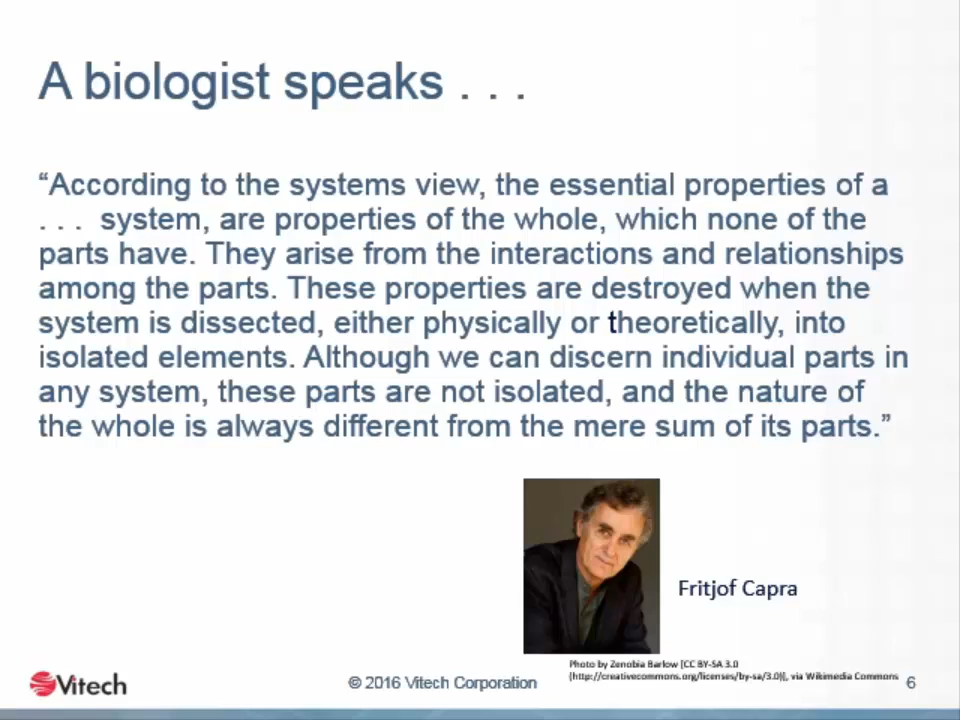 A biologist speaks . . .
“According to the systems view, the essential properties of a
. . . system, are properties of the whole, which none of the
parts have. They arise from the interactions and relationships
among the parts. These properties are destroyed when the
system is dissected, either physically or theoretically, into
isolated elements. Although we can discern individual parts in
any system, these parts are not isolated, and the nature of
the whole is always different from the mere sum of its parts.”
Fritjof Capra
Photo by Zenobia Barlow [CC BY-SA 3.0
(http://creativecommons.org/licenses/by-sa/3.0)], via Wikimedia Commons
Vitech
© 2016 Vitech Corporation
6